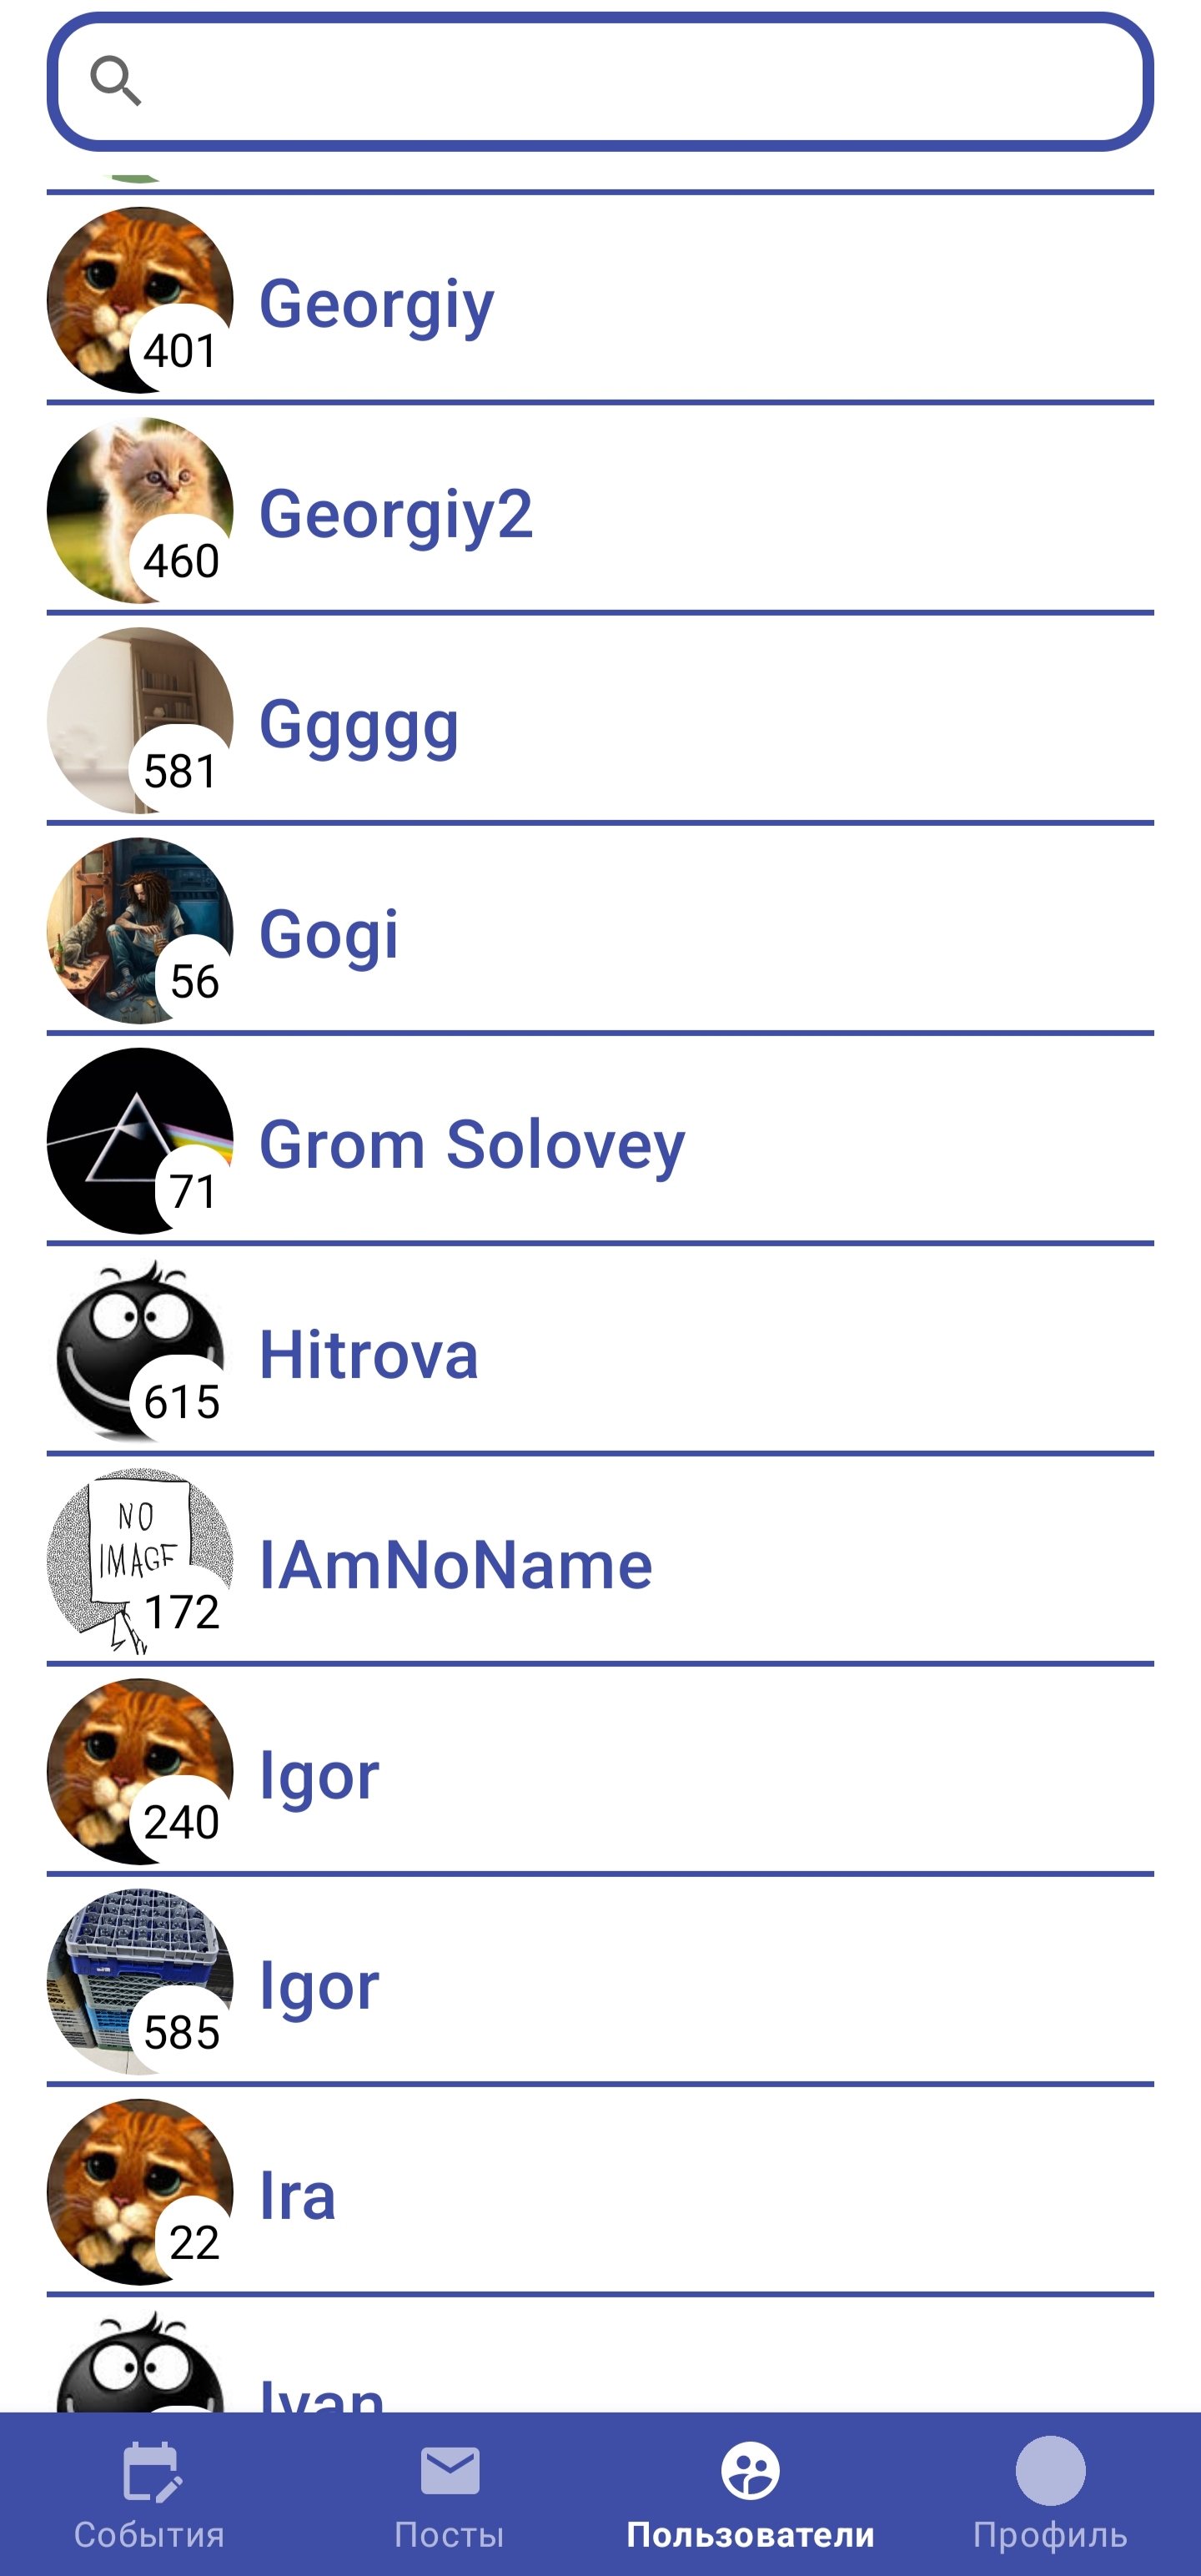 Georgiy
401
Georgiy2
460
Ggggg
581
Gogi
56
Grom Solovey
71
Hitrova
615
NO
IMAGE
IAmNoName
172
Igor
240
Igor
585
Ira
22
Ivan
События
Посты
Пользователи
Профиль